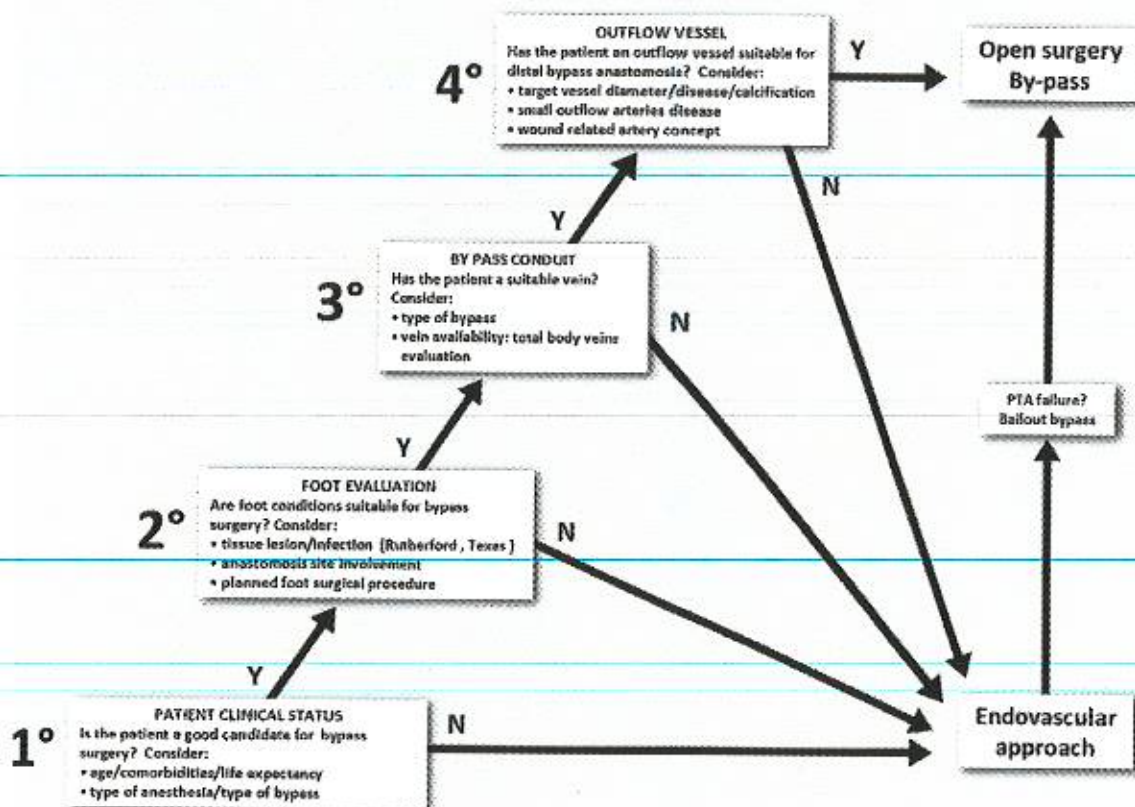 OUTFLOW VESSEL
Has the patient an outflow vessel suitable for
distal bypass anastomosis? Consider:
• target vessel diameter/disease/calcification
• small outflow arteries disease
• wound related artery concept
4°
Y
Open surgery
By-pass
N
Y
BY PASS CONDUIT
Has the patient a suitable vein?
Consider:
• type of bypass
• vein availability: total body veins
evaluation
3°
N
PTA failure?
Bailout bypass
Y
FOOT EVALUATION
Are foot conditions suitable for bypass
surgery? Consider:
• tissue lesion/infection (Rutherford , Texas )
• anastomosis site involvement
• planned foot surgical procedure
2°
N
Y
PATIENT CLINICAL STATUS
Is the patient a good candidate for bypass
surgery? Consider:
• age/comorbidities/life expectancy
• type of anesthesia/type of bypass
1°
N
Endovascular
approach